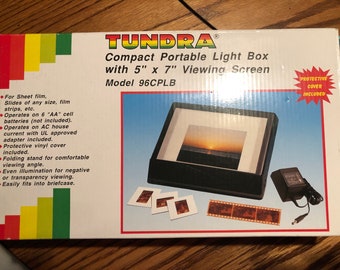 TUNDRA®
Compact Portable Light Box
with 5" x 7" Viewing Screen
Model 96CPLB
PROTECTIVE
COVER
INCLUDED
• For Sheet film,
Slides of any size, film
strips, etc.
• Operates on 6 "AA" cell
batteries (not included).
• Operates on AC house
current with UL approved
adapter included.
• Protective vinyl cover
included.
• Folding stand for comfortable
viewing angle.
• Even illumination for negative
or transparency viewing.
• Easily fits into briefcase.